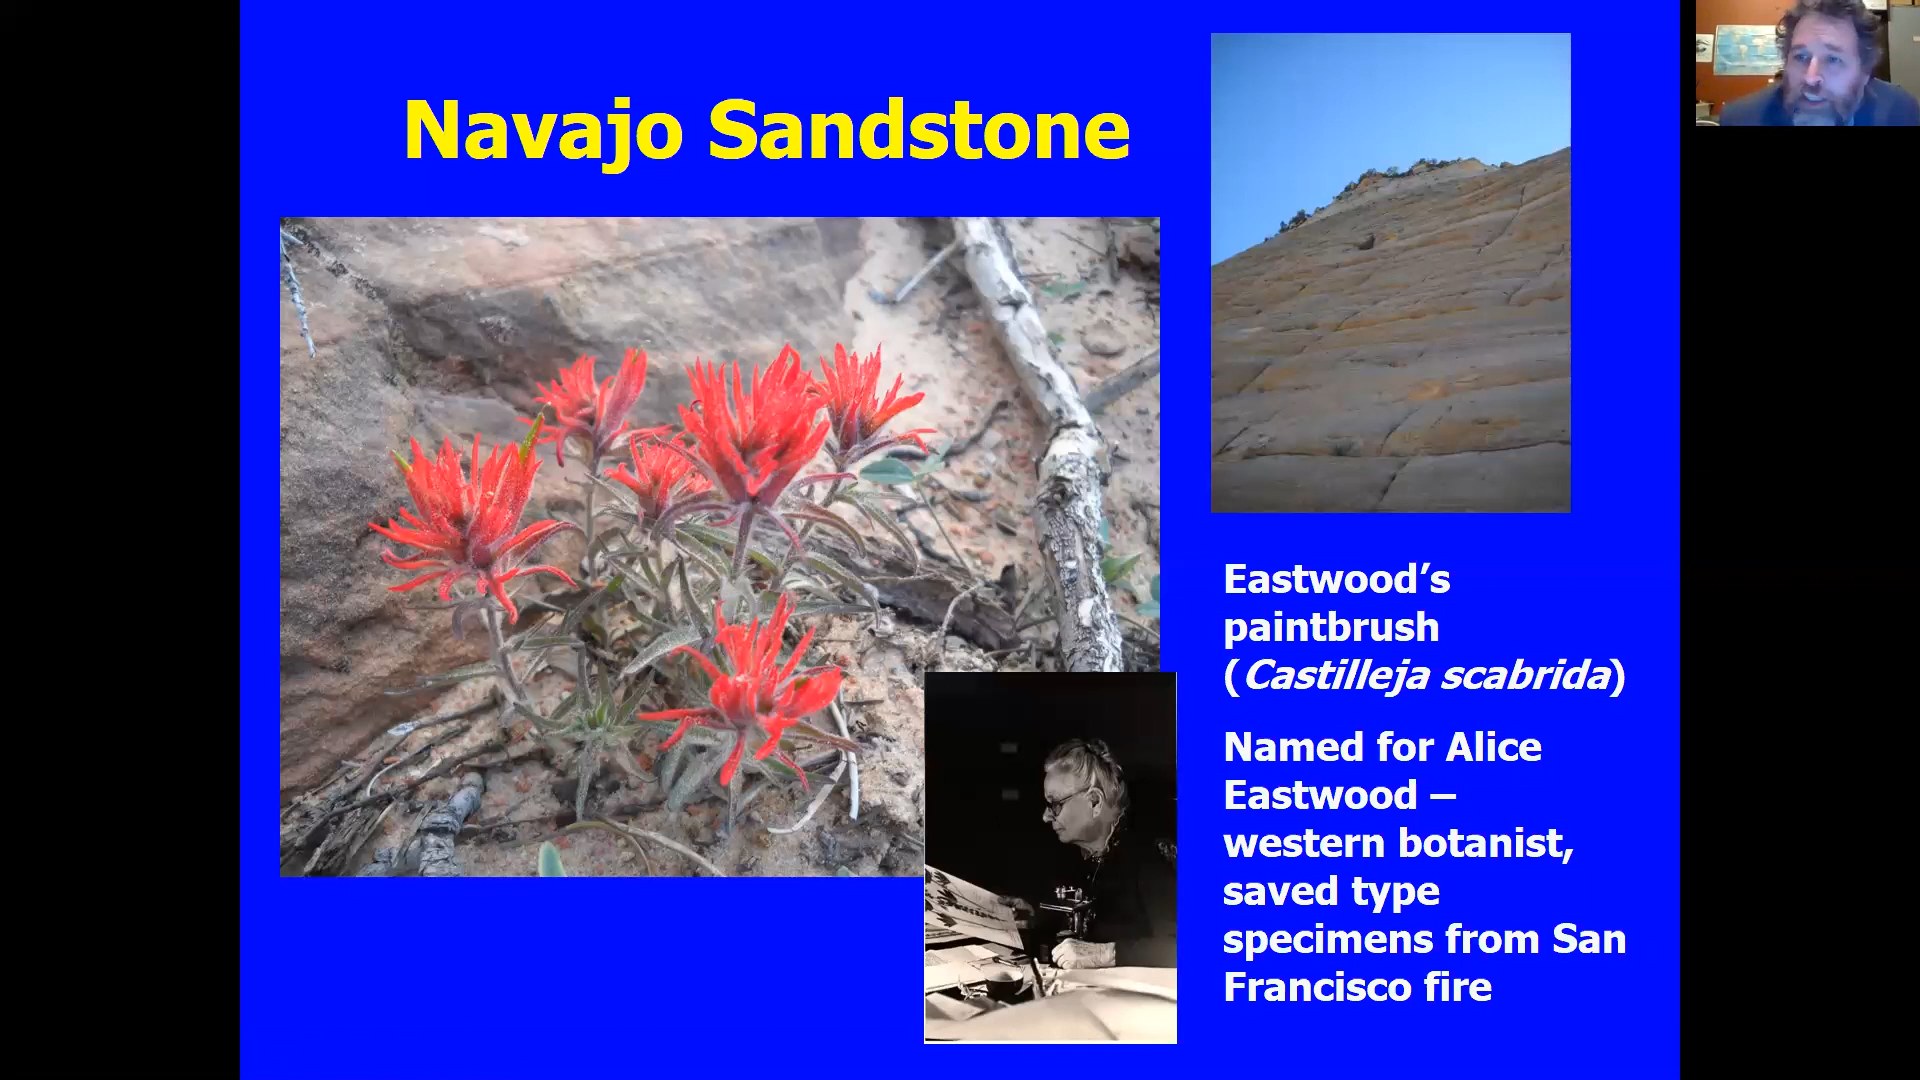 Navajo Sandstone
Eastwood’s
paintbrush
(Castilleja scabrida)
Named for Alice
Eastwood –
western botanist,
saved type
specimens from San
Francisco fire